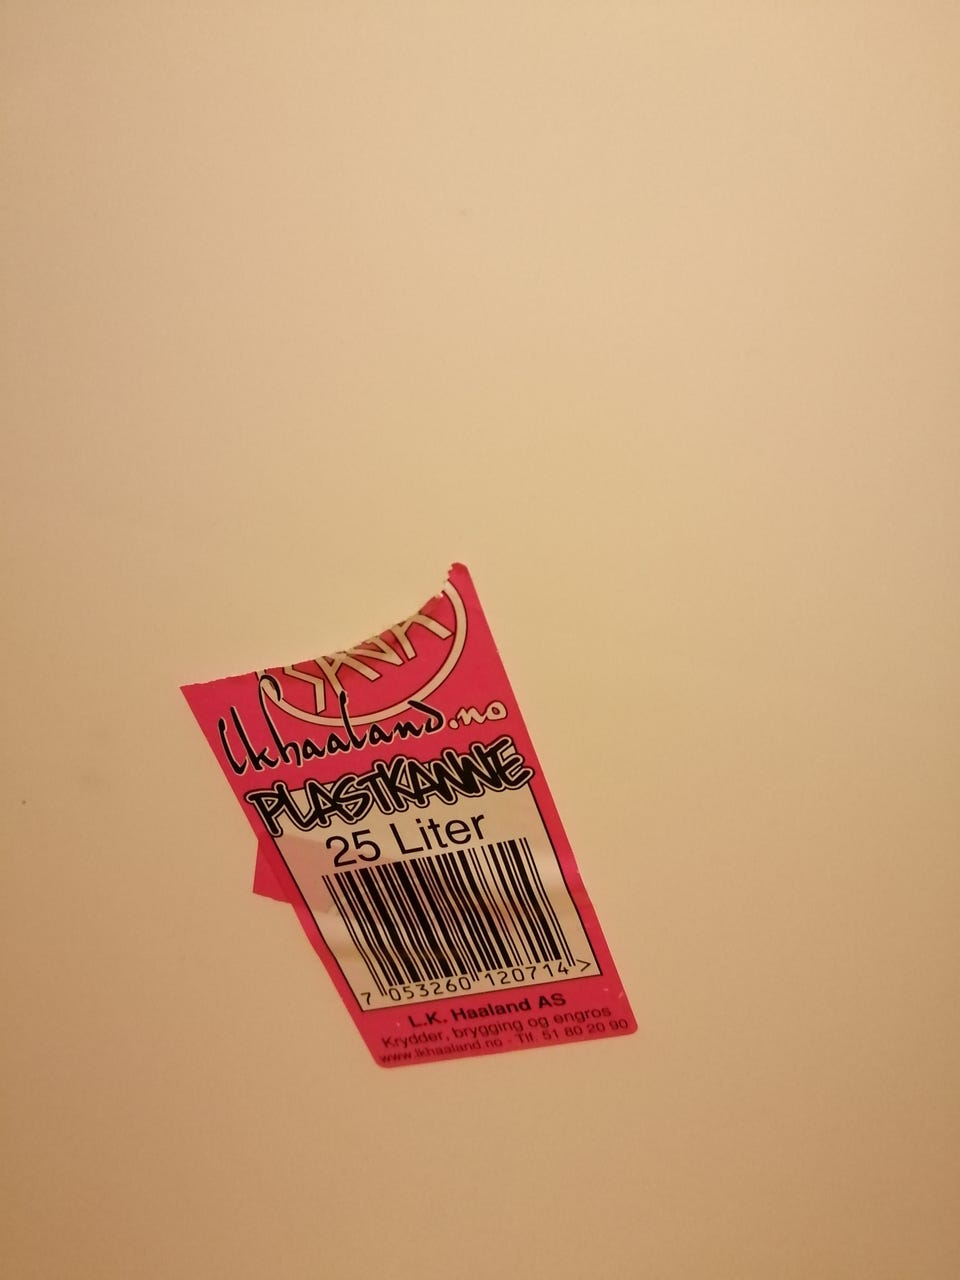 SAVA
lkhaaland.no
PLASTKANNE
25 Liter
7 053260 120714 >
L.K. Haaland AS
Krydder, brygging og engros
www.lkhaaland.no - Tlf. 51 80 20 90